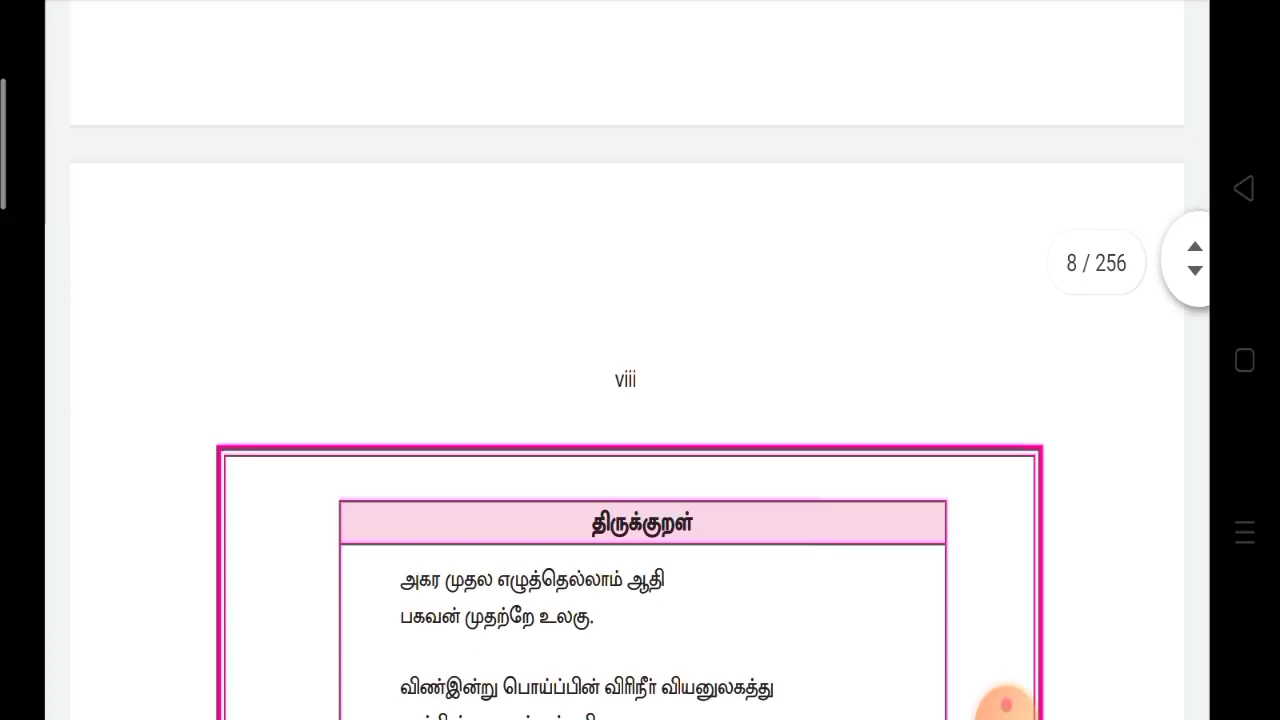 8 / 256
viii
திருக்குறள்
அகர முதல எழுத்தெல்லாம் ஆதி
பகவன் முதற்றே உலகு.
விண்இன்று பொய்ப்பின் விரிநீர் வியனுலகத்து